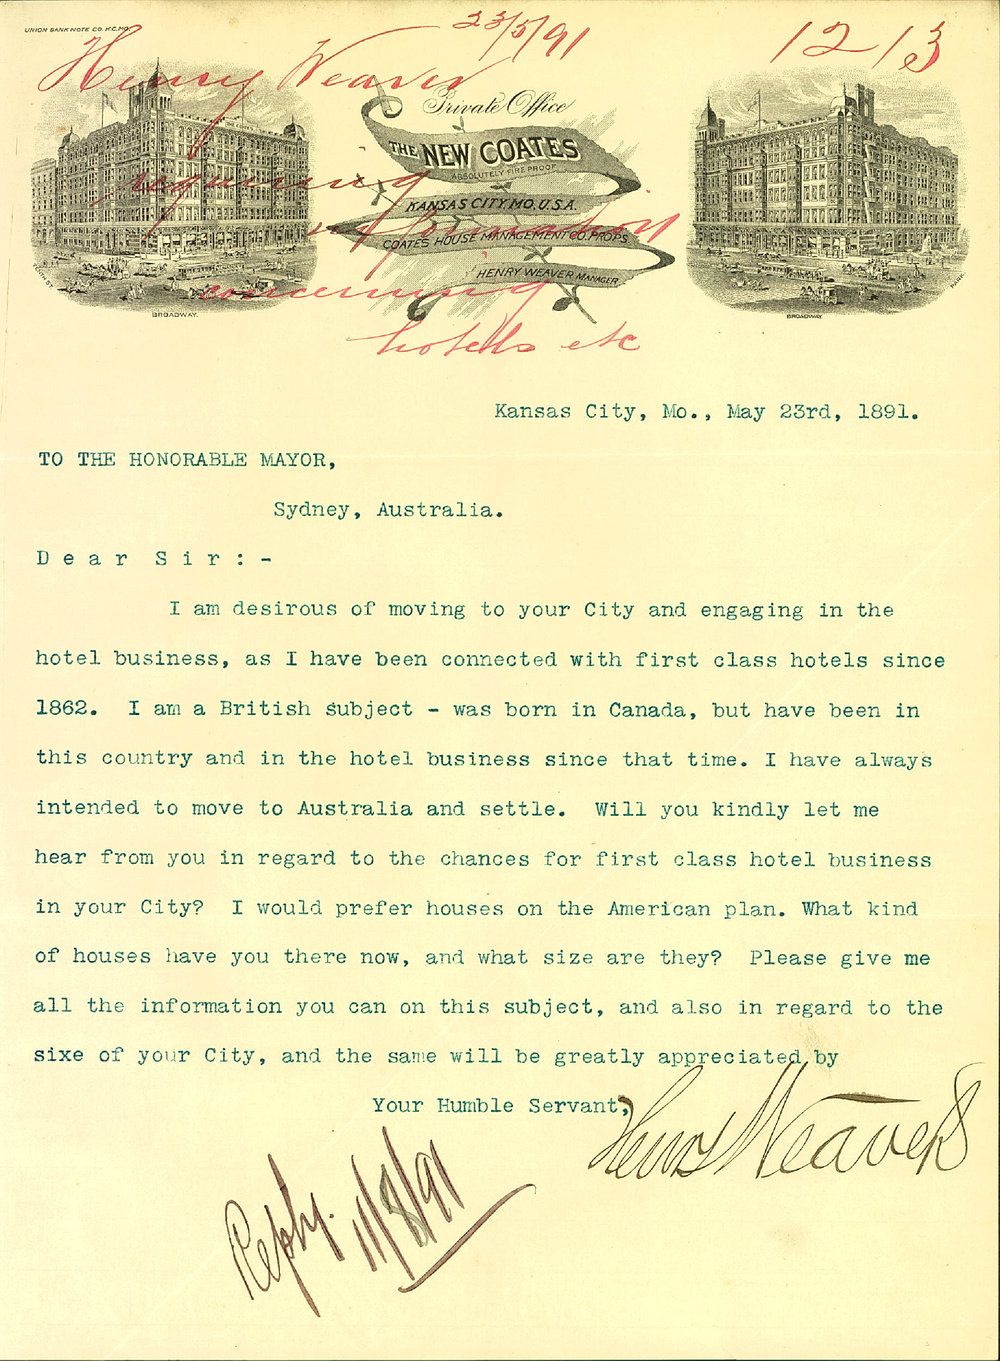 UNION BANK NOTE CO. K.C.MO.
23/5/91
1213
Henry Weaver
requiring
information
concerning
hotels etc
Private Office
THE NEW COATES
ABSOLUTELY FIRE PROOF
KANSAS CITY, MO, U.S.A.
COATES HOUSE MANAGEMENT CO. PROPS
HENRY WEAVER MANAGER
TENTH ST.
BROADWAY.
BROADWAY
Kansas City, Mo., May 23rd, 1891.
TO THE HONORABLE MAYOR,
Sydney, Australia.
Dear Sir:-
I am desirous of moving to your City and engaging in the
hotel business, as I have been connected with first class hotels since
1862. I am a British subject - was born in Canada, but have been in
this country and in the hotel business since that time. I have always
intended to move to Australia and settle. Will you kindly let me
hear from you in regard to the chances for first class hotel business
in your City? I would prefer houses on the American plan. What kind
of houses have you there now, and what size are they? Please give me
all the information you can on this subject, and also in regard to the
sixe of your City, and the same will be greatly appreciated by
Your Humble Servant,
Henry Weaver
Reply. 11/8/91